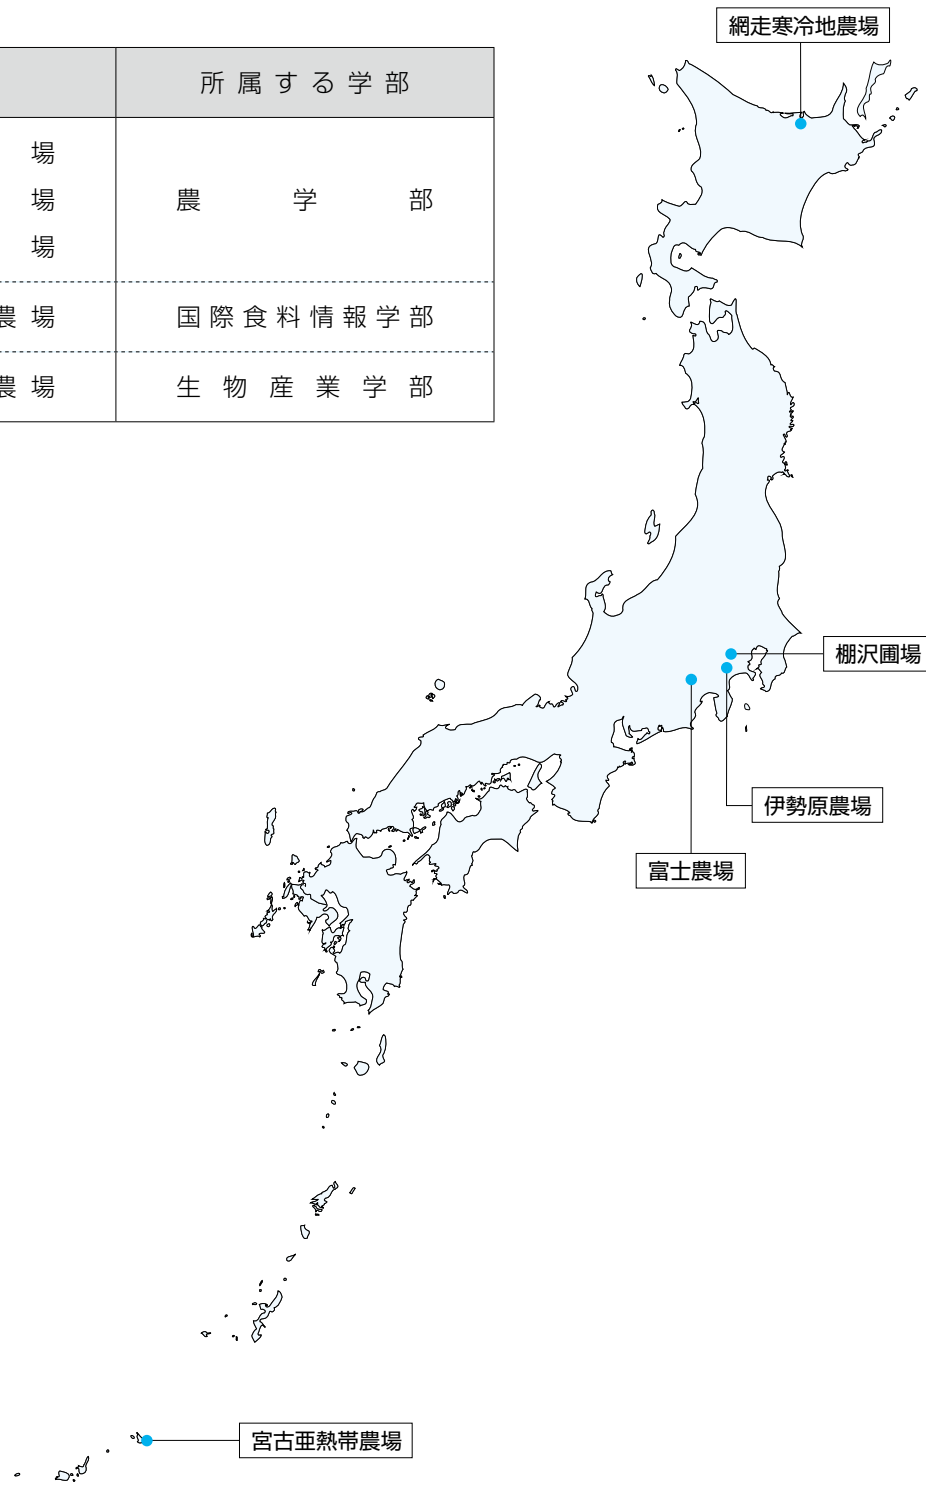 所属する学部
場
場
場
農学部
農場
国際食料情報学部
農場
生物産業学部
網走寒冷地農場
棚沢圃場
伊勢原農場
富士農場
宮古亜熱帯農場